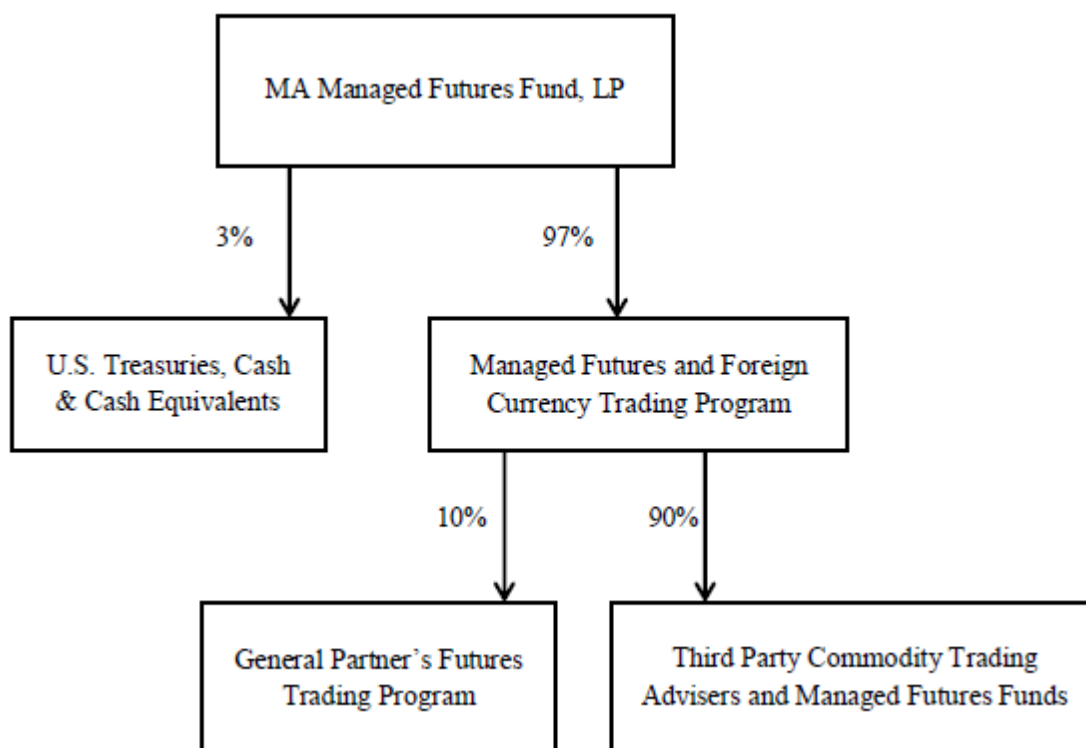 MA Managed Futures Fund, LP
3%
97%
U.S. Treasuries, Cash
& Cash Equivalents
Managed Futures and Foreign
Currency Trading Program
10%
90%
General Partner’s Futures
Trading Program
Third Party Commodity Trading
Advisers and Managed Futures Funds